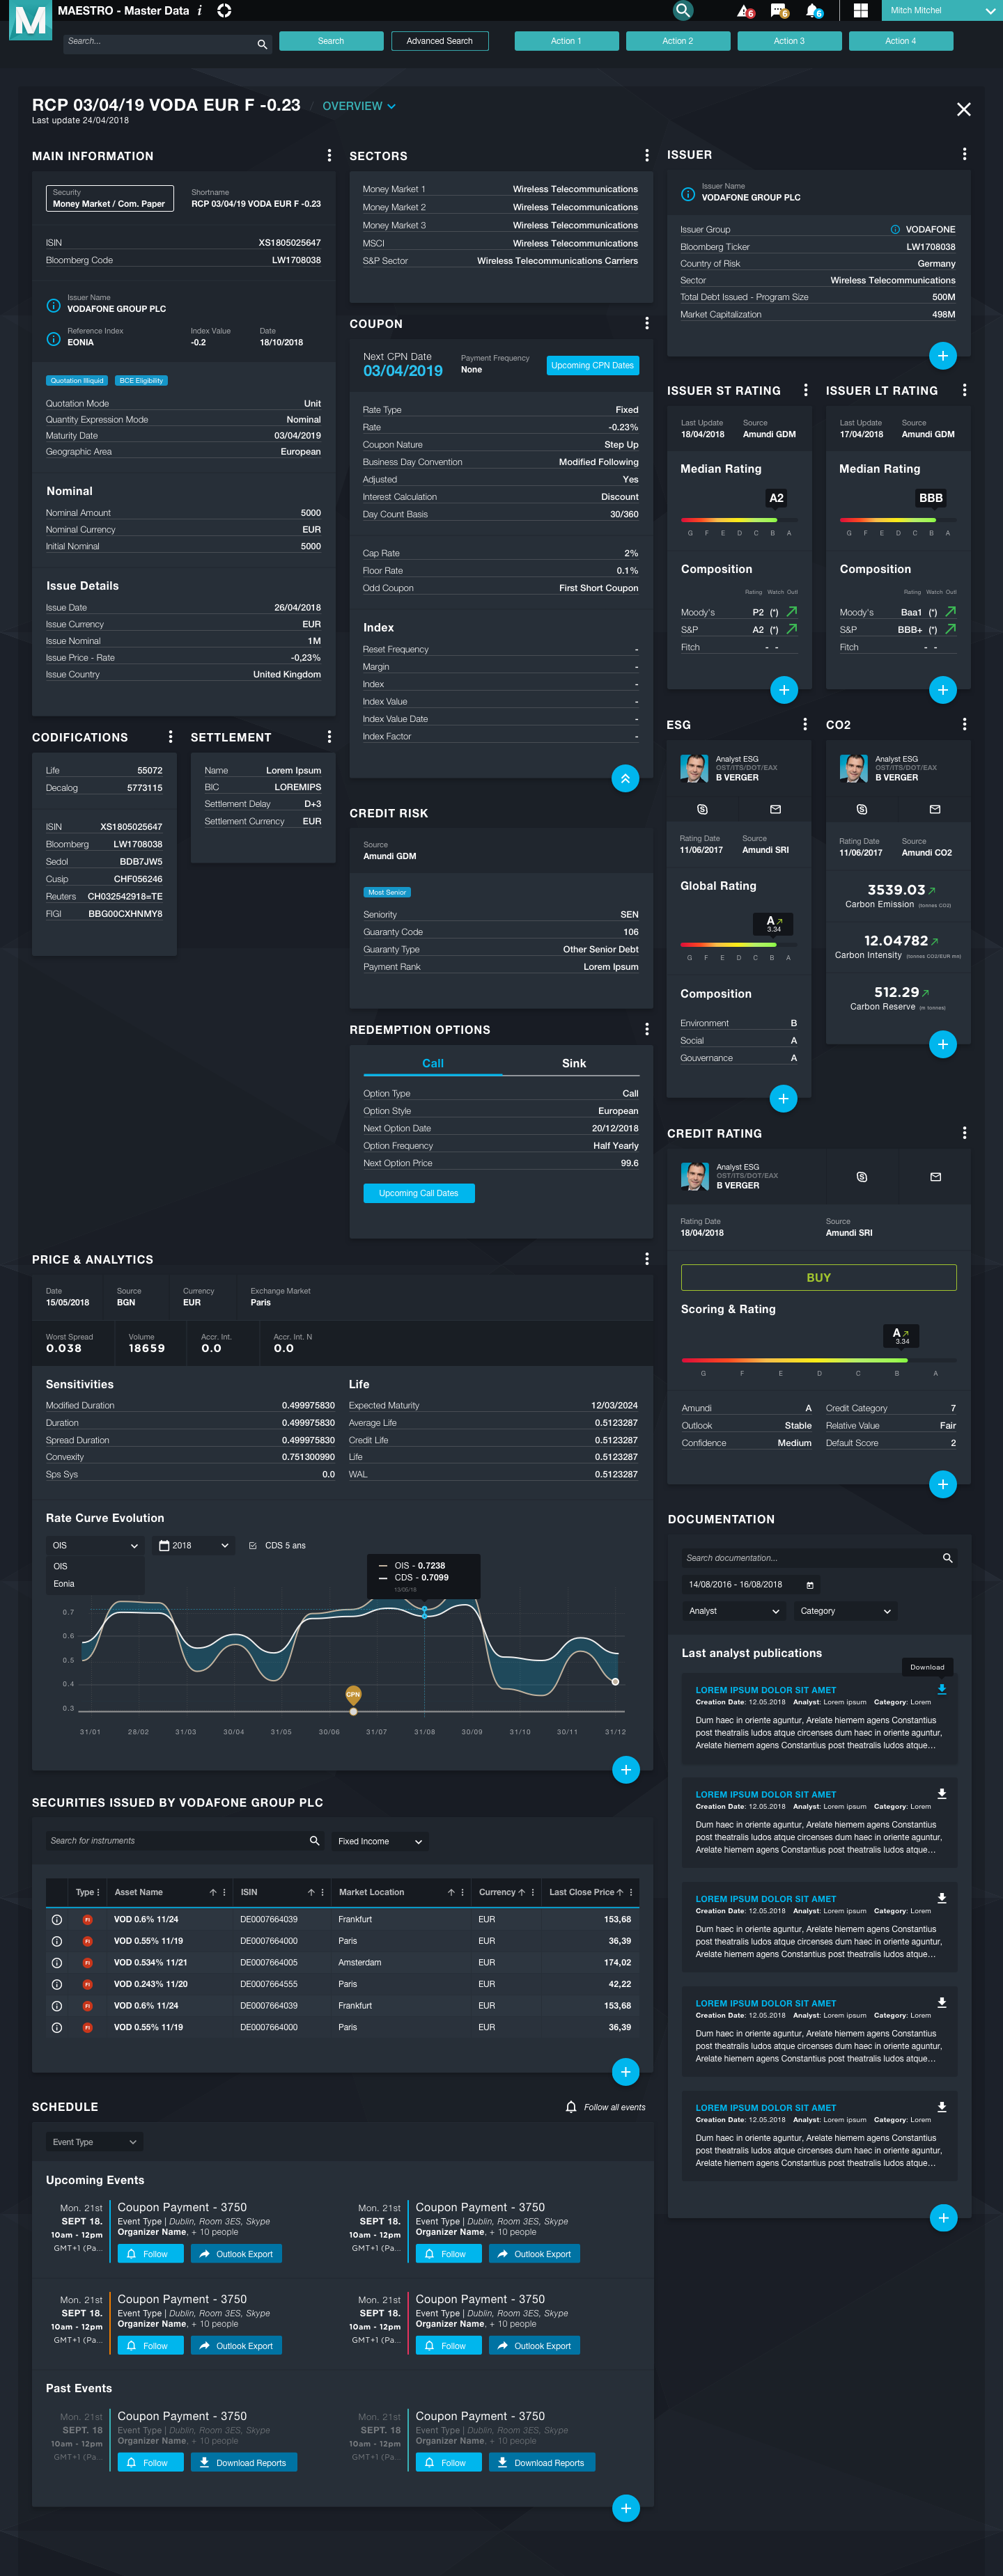 M MAESTRO - Master Data i
6 6 6
Mitch Mitchel
Search...
Search
Advanced Search
Action 1
Action 2
Action 3
Action 4
RCP 03/04/19 VODA EUR F -0.23 / OVERVIEW
Last update 24/04/2018
MAIN INFORMATION
Security
Money Market / Com. Paper
Shortname
RCP 03/04/19 VODA EUR F -0.23
ISIN XS1805025647
Bloomberg Code LW1708038
Issuer Name
VODAFONE GROUP PLC
Reference Index Index Value Date
EONIA -0.2 18/10/2018
Quotation Illiquid BCE Eligibility
Quotation Mode Unit
Quantity Expression Mode Nominal
Maturity Date 03/04/2019
Geographic Area European
Nominal
Nominal Amount 5000
Nominal Currency EUR
Initial Nominal 5000
Issue Details
Issue Date 26/04/2018
Issue Currency EUR
Issue Nominal 1M
Issue Price - Rate -0,23%
Issue Country United Kingdom
CODIFICATIONS
Life 55072
Decalog 5773115
ISIN XS1805025647
Bloomberg LW1708038
Sedol BDB7JW5
Cusip CHF056246
Reuters CH032542918=TE
FIGI BBG00CXHNMY8
SETTLEMENT
Name Lorem Ipsum
BIC LOREMIPS
Settlement Delay D+3
Settlement Currency EUR
SECTORS
Money Market 1 Wireless Telecommunications
Money Market 2 Wireless Telecommunications
Money Market 3 Wireless Telecommunications
MSCI Wireless Telecommunications
S&P Sector Wireless Telecommunications Carriers
COUPON
Next CPN Date
03/04/2019
Payment Frequency
None
Upcoming CPN Dates
Rate Type Fixed
Rate -0.23%
Coupon Nature Step Up
Business Day Convention Modified Following
Adjusted Yes
Interest Calculation Discount
Day Count Basis 30/360
Cap Rate 2%
Floor Rate 0.1%
Odd Coupon First Short Coupon
Index
Reset Frequency -
Margin -
Index -
Index Value -
Index Value Date -
Index Factor -
CREDIT RISK
Source
Amundi GDM
Most Senior
Seniority SEN
Guaranty Code 106
Guaranty Type Other Senior Debt
Payment Rank Lorem Ipsum
REDEMPTION OPTIONS
Call Sink
Option Type Call
Option Style European
Next Option Date 20/12/2018
Option Frequency Half Yearly
Next Option Price 99.6
Upcoming Call Dates
ISSUER
Issuer Name
VODAFONE GROUP PLC
Issuer Group VODAFONE
Bloomberg Ticker LW1708038
Country of Risk Germany
Sector Wireless Telecommunications
Total Debt Issued - Program Size 500M
Market Capitalization 498M
ISSUER ST RATING
Last Update Source
18/04/2018 Amundi GDM
Median Rating
A2
G F E D C B A
Composition
Rating Watch Outl
Moody's P2 (*)
S&P A2 (*)
Fitch - -
ISSUER LT RATING
Last Update Source
17/04/2018 Amundi GDM
Median Rating
BBB
G F E D C B A
Composition
Rating Watch Outl
Moody's Baa1 (*)
S&P BBB+ (*)
Fitch - -
ESG
Analyst ESG
OST/ITS/DOT/EAX
B VERGER
Rating Date Source
11/06/2017 Amundi SRI
Global Rating
A
3.34
G F E D C B A
Composition
Environment B
Social A
Gouvernance A
CO2
Analyst ESG
OST/ITS/DOT/EAX
B VERGER
Rating Date Source
11/06/2017 Amundi CO2
3539.03
Carbon Emission (tonnes CO2)
12.04782
Carbon Intensity (tonnes CO2/EUR mn)
512.29
Carbon Reserve (m tonnes)
CREDIT RATING
Analyst ESG
OST/ITS/DOT/EAX
B VERGER
Rating Date Source
18/04/2018 Amundi SRI
BUY
Scoring & Rating
A
3.34
G F E D C B A
Amundi A Credit Category 7
Outlook Stable Relative Value Fair
Confidence Medium Default Score 2
PRICE & ANALYTICS
Date Source Currency Exchange Market
15/05/2018 BGN EUR Paris
Worst Spread Volume Accr. Int. Accr. Int. N
0.038 18659 0.0 0.0
Sensitivities
Modified Duration 0.499975830
Duration 0.499975830
Spread Duration 0.499975830
Convexity 0.751300990
Sps Sys 0.0
Life
Expected Maturity 12/03/2024
Average Life 0.5123287
Credit Life 0.5123287
Life 0.5123287
WAL 0.5123287
Rate Curve Evolution
OIS 2018 CDS 5 ans
OIS
Eonia
OIS - 0.7238
CDS - 0.7099
13/08/18
0.7
0.6
0.5
0.4
0.3
CPN
31/01 28/02 31/03 30/04 31/05 30/06 31/07 31/08 30/09 31/10 30/11 31/12
DOCUMENTATION
Search documentation...
14/08/2016 - 16/08/2018
Analyst Category
Last analyst publications
Download
LOREM IPSUM DOLOR SIT AMET
Creation Date: 12.05.2018 Analyst: Lorem ipsum Category: Lorem
Dum haec in oriente aguntur, Arelate hiemem agens Constantius
post theatralis ludos atque circenses dum haec in oriente aguntur,
Arelate hiemem agens Constantius post theatralis ludos atque...
LOREM IPSUM DOLOR SIT AMET
Creation Date: 12.05.2018 Analyst: Lorem ipsum Category: Lorem
Dum haec in oriente aguntur, Arelate hiemem agens Constantius
post theatralis ludos atque circenses dum haec in oriente aguntur,
Arelate hiemem agens Constantius post theatralis ludos atque...
LOREM IPSUM DOLOR SIT AMET
Creation Date: 12.05.2018 Analyst: Lorem ipsum Category: Lorem
Dum haec in oriente aguntur, Arelate hiemem agens Constantius
post theatralis ludos atque circenses dum haec in oriente aguntur,
Arelate hiemem agens Constantius post theatralis ludos atque...
LOREM IPSUM DOLOR SIT AMET
Creation Date: 12.05.2018 Analyst: Lorem ipsum Category: Lorem
Dum haec in oriente aguntur, Arelate hiemem agens Constantius
post theatralis ludos atque circenses dum haec in oriente aguntur,
Arelate hiemem agens Constantius post theatralis ludos atque...
LOREM IPSUM DOLOR SIT AMET
Creation Date: 12.05.2018 Analyst: Lorem ipsum Category: Lorem
Dum haec in oriente aguntur, Arelate hiemem agens Constantius
post theatralis ludos atque circenses dum haec in oriente aguntur,
Arelate hiemem agens Constantius post theatralis ludos atque...
SECURITIES ISSUED BY VODAFONE GROUP PLC
Search for instruments Fixed Income
Type Asset Name ISIN Market Location Currency Last Close Price
FI VOD 0.6% 11/24 DE0007664039 Frankfurt EUR 153,68
FI VOD 0.55% 11/19 DE0007664000 Paris EUR 36,39
FI VOD 0.534% 11/21 DE0007664005 Amsterdam EUR 174,02
FI VOD 0.243% 11/20 DE0007664555 Paris EUR 42,22
FI VOD 0.6% 11/24 DE0007664039 Frankfurt EUR 153,68
FI VOD 0.55% 11/19 DE0007664000 Paris EUR 36,39
SCHEDULE Follow all events
Event Type
Upcoming Events
Mon. 21st
SEPT 18.
10am - 12pm
GMT+1 (Pa...
Coupon Payment - 3750
Event Type | Dublin, Room 3ES, Skype
Organizer Name, + 10 people
Follow Outlook Export
Mon. 21st
SEPT 18.
10am - 12pm
GMT+1 (Pa...
Coupon Payment - 3750
Event Type | Dublin, Room 3ES, Skype
Organizer Name, + 10 people
Follow Outlook Export
Mon. 21st
SEPT 18.
10am - 12pm
GMT+1 (Pa...
Coupon Payment - 3750
Event Type | Dublin, Room 3ES, Skype
Organizer Name, + 10 people
Follow Outlook Export
Mon. 21st
SEPT 18.
10am - 12pm
GMT+1 (Pa...
Coupon Payment - 3750
Event Type | Dublin, Room 3ES, Skype
Organizer Name, + 10 people
Follow Outlook Export
Past Events
Mon. 21st
SEPT. 18
10am - 12pm
GMT+1 (Pa...
Coupon Payment - 3750
Event Type | Dublin, Room 3ES, Skype
Organizer Name, + 10 people
Follow Download Reports
Mon. 21st
SEPT. 18
10am - 12pm
GMT+1 (Pa...
Coupon Payment - 3750
Event Type | Dublin, Room 3ES, Skype
Organizer Name, + 10 people
Follow Download Reports